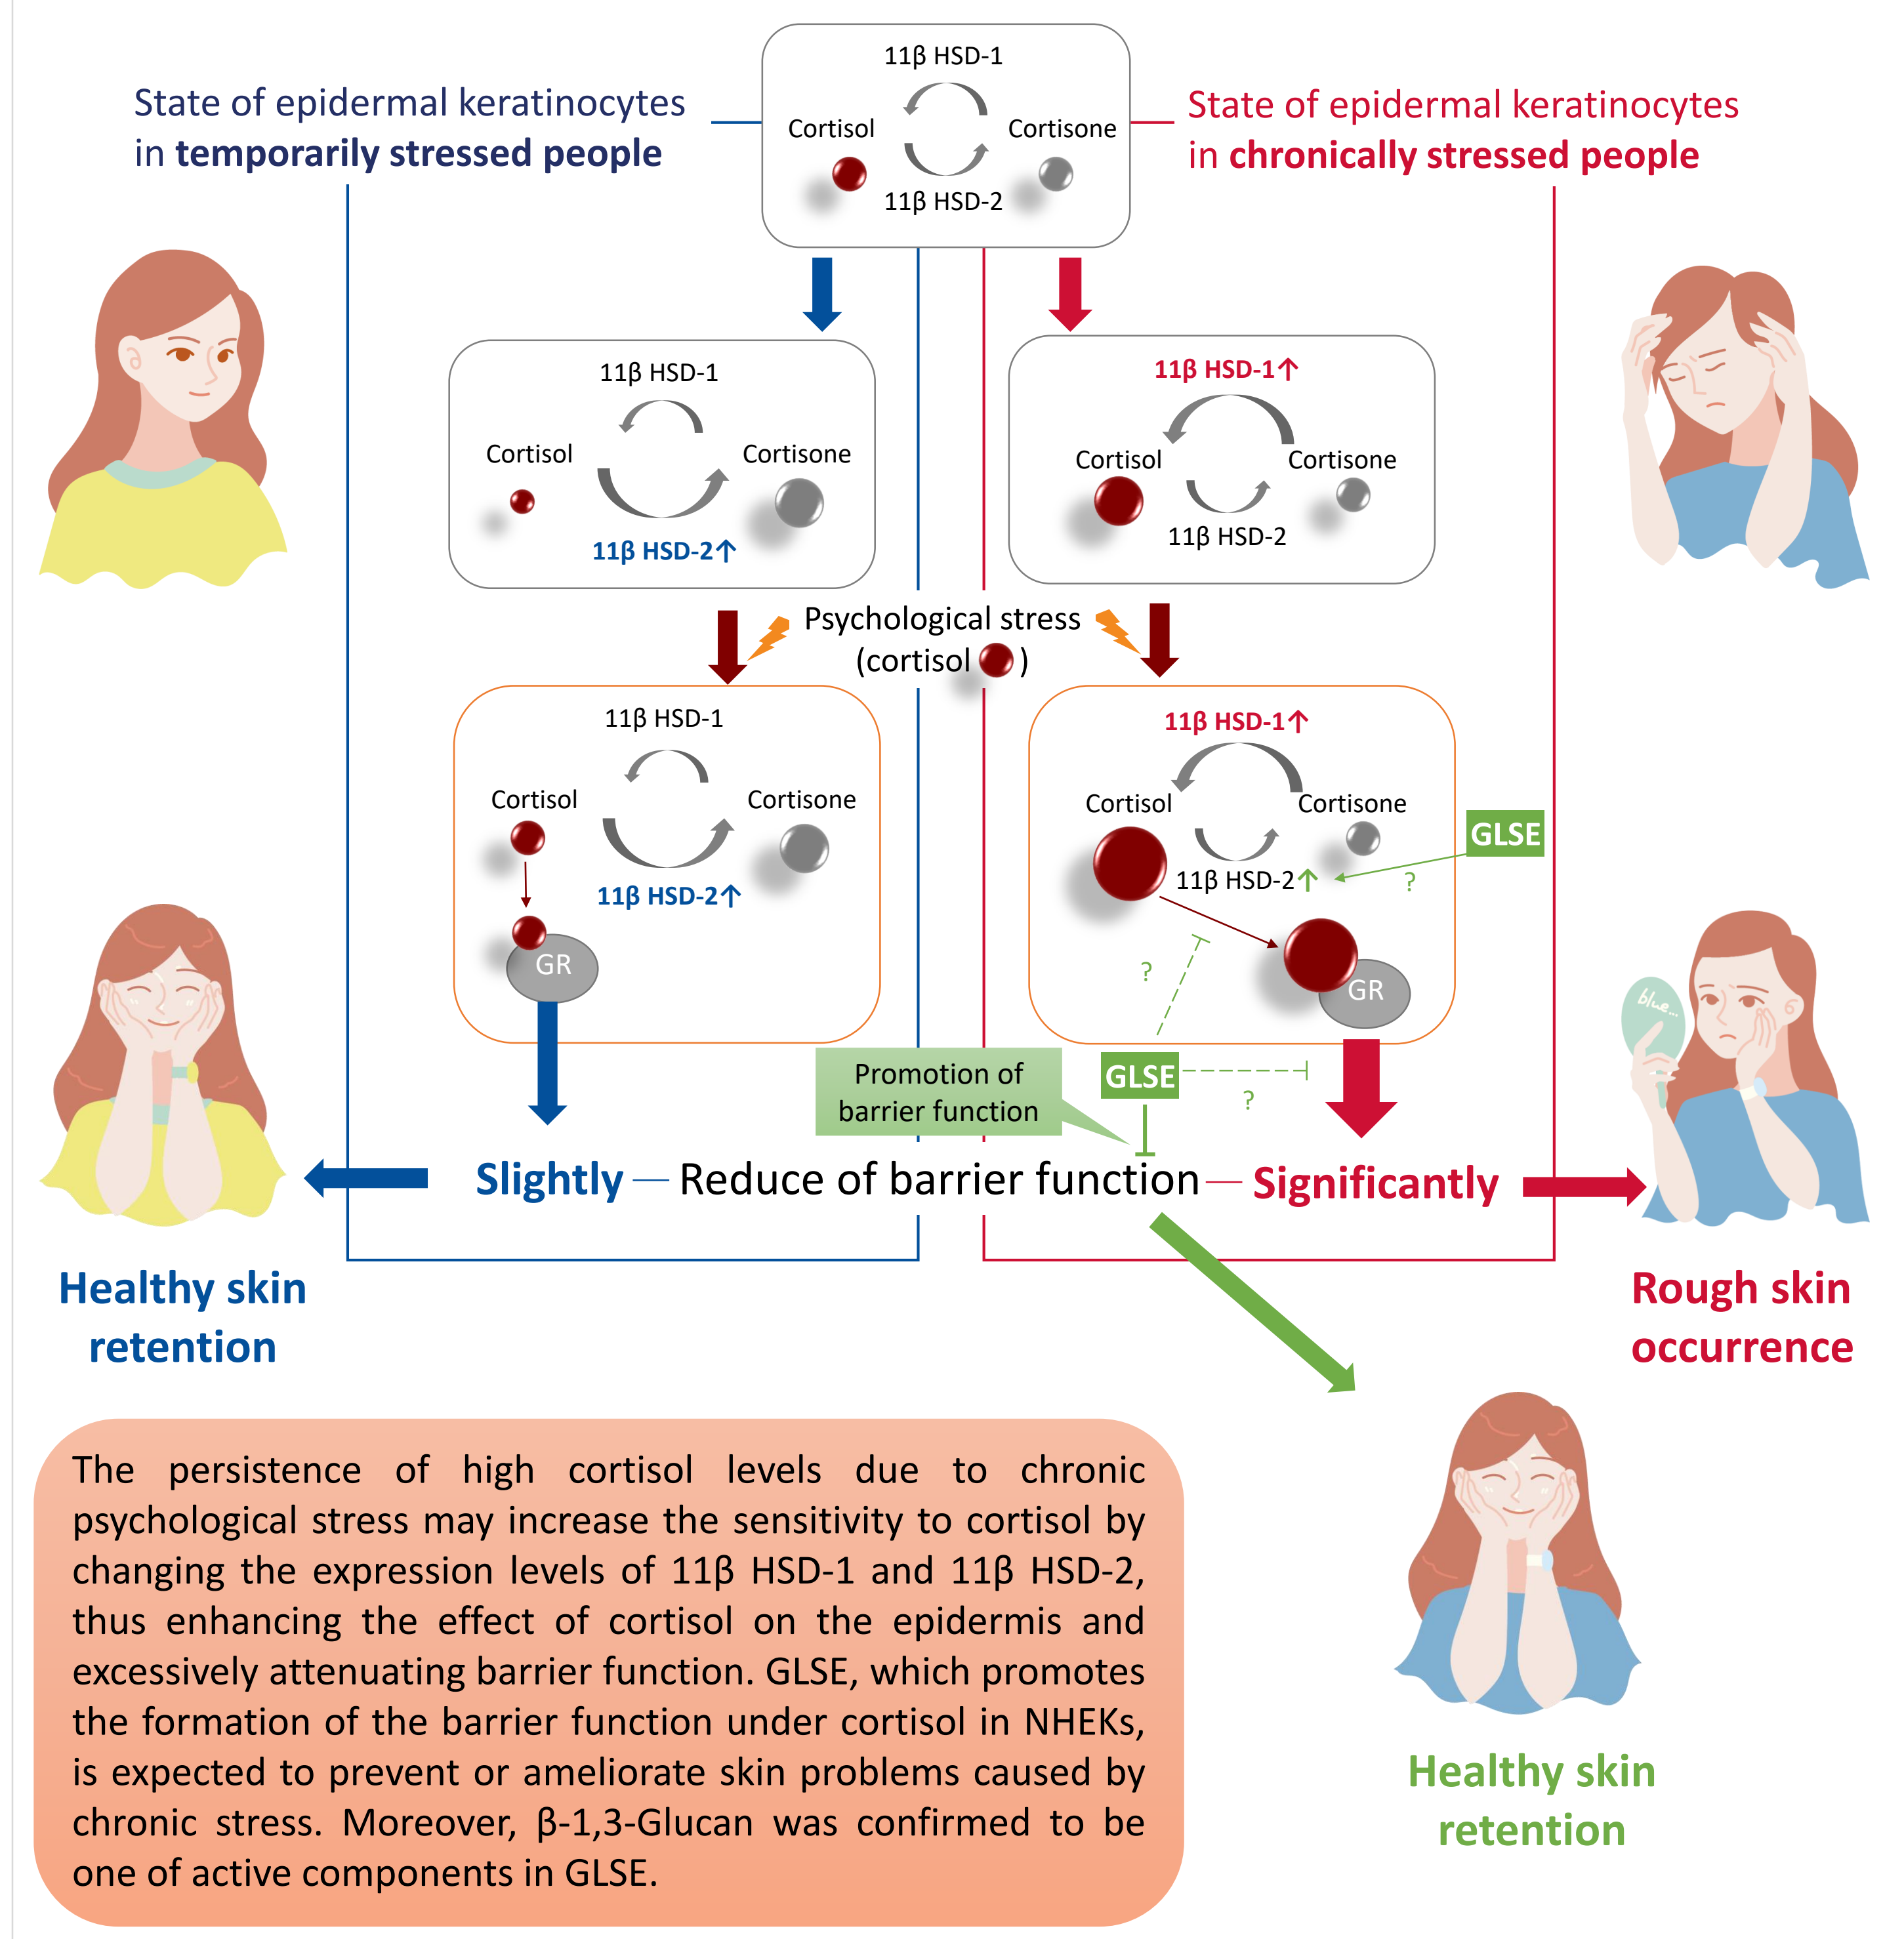 11β HSD-1
Cortisol
Cortisone
11β HSD-2
State of epidermal keratinocytes
in temporarily stressed people
State of epidermal keratinocytes
in chronically stressed people
11β HSD-1
Cortisol
Cortisone
11β HSD-2↑
11β HSD-1↑
Cortisol
Cortisone
11β HSD-2
Psychological stress
(cortisol )
11β HSD-1
Cortisol
Cortisone
11β HSD-2↑
GR
11β HSD-1↑
Cortisol
Cortisone
11β HSD-2↑
GLSE
?
?
GR
blue...
Promotion of
barrier function
GLSE
?
Slightly
Reduce of barrier function
Significantly
Healthy skin
retention
Rough skin
occurrence
The persistence of high cortisol levels due to chronic
psychological stress may increase the sensitivity to cortisol by
changing the expression levels of 11β HSD-1 and 11β HSD-2,
thus enhancing the effect of cortisol on the epidermis and
excessively attenuating barrier function. GLSE, which promotes
the formation of the barrier function under cortisol in NHEKs,
is expected to prevent or ameliorate skin problems caused by
chronic stress. Moreover, β-1,3-Glucan was confirmed to be
one of active components in GLSE.
Healthy skin
retention